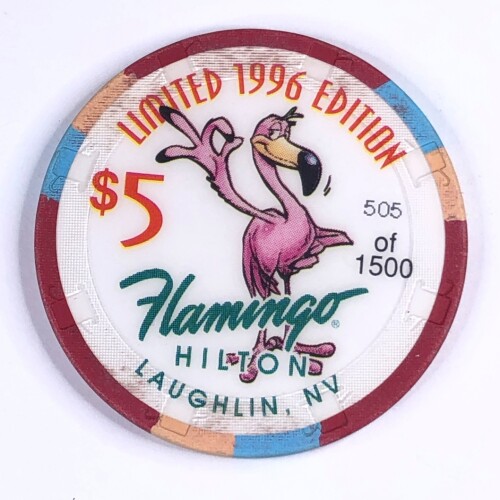 LIMITED 1996 EDITION
$5
505
of
1500
Flamingo®
HILTON
LAUGHLIN, NV